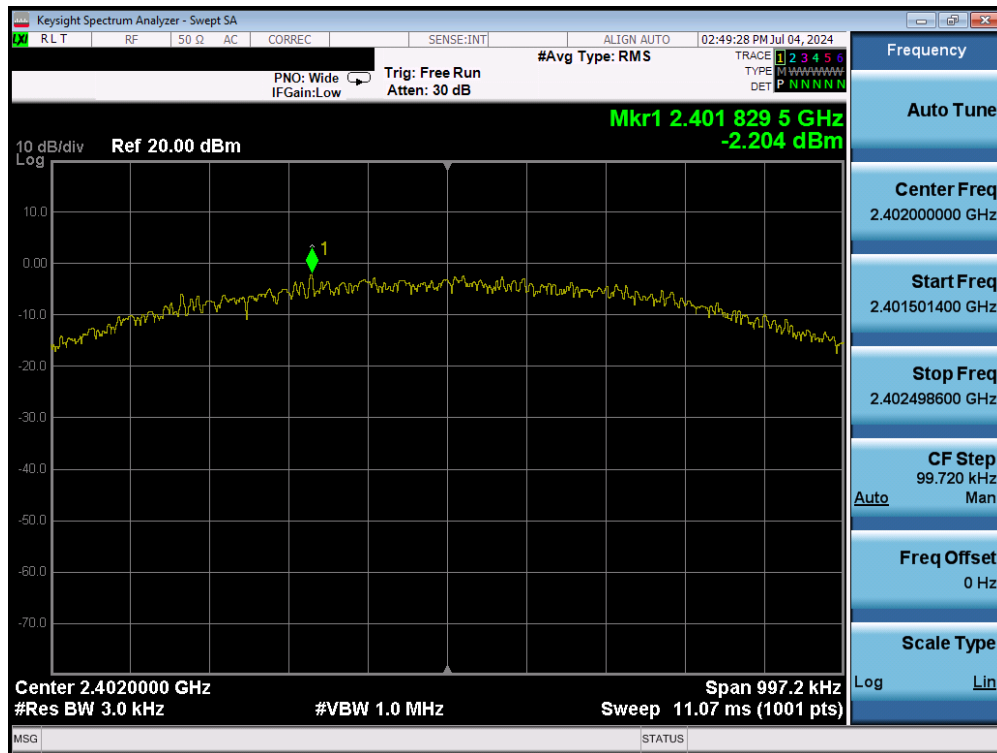 Keysight Spectrum Analyzer - Swept SA
LXI RLT RF 50 Ω AC CORREC SENSE:INT ALIGN AUTO 02:49:28 PM Jul 04, 2024
PNO: Wide
IFGain:Low
Trig: Free Run
Atten: 30 dB
#Avg Type: RMS
TRACE 1 2 3 4 5 6
TYPE M WWWWW
DET P N N N N N
Mkr1 2.401 829 5 GHz
-2.204 dBm
10 dB/div
Log
Ref 20.00 dBm
1
10.0
0.00
-10.0
-20.0
-30.0
-40.0
-50.0
-60.0
-70.0
Center 2.4020000 GHz
#Res BW 3.0 kHz
#VBW 1.0 MHz
Span 997.2 kHz
Sweep 11.07 ms (1001 pts)
MSG
STATUS
Frequency
Auto Tune
Center Freq
2.402000000 GHz
Start Freq
2.401501400 GHz
Stop Freq
2.402498600 GHz
CF Step
99.720 kHz
Auto Man
Freq Offset
0 Hz
Scale Type
Log Lin